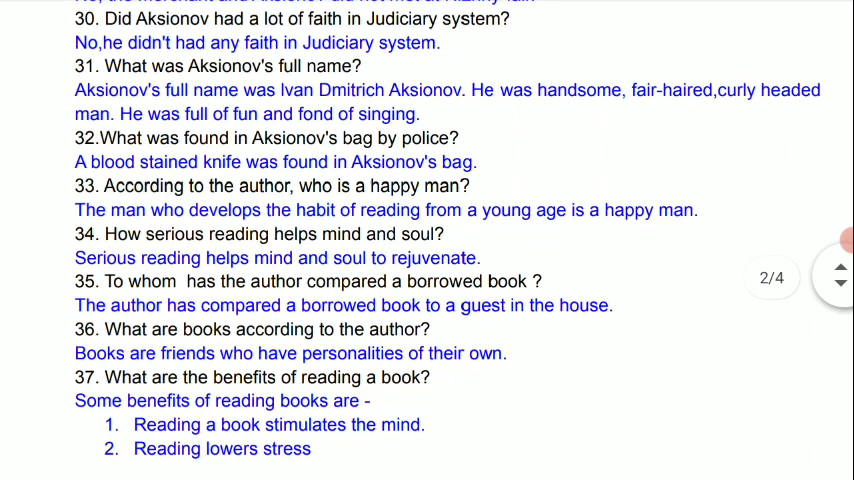 30. Did Aksionov had a lot of faith in Judiciary system?
No,he didn't had any faith in Judiciary system.
31. What was Aksionov's full name?
Aksionov's full name was Ivan Dmitrich Aksionov. He was handsome, fair-haired,curly headed
man. He was full of fun and fond of singing.
32.What was found in Aksionov's bag by police?
A blood stained knife was found in Aksionov's bag.
33. According to the author, who is a happy man?
The man who develops the habit of reading from a young age is a happy man.
34. How serious reading helps mind and soul?
Serious reading helps mind and soul to rejuvenate.
35. To whom has the author compared a borrowed book ?
2/4
The author has compared a borrowed book to a guest in the house.
36. What are books according to the author?
Books are friends who have personalities of their own.
37. What are the benefits of reading a book?
Some benefits of reading books are -
1. Reading a book stimulates the mind.
2. Reading lowers stress